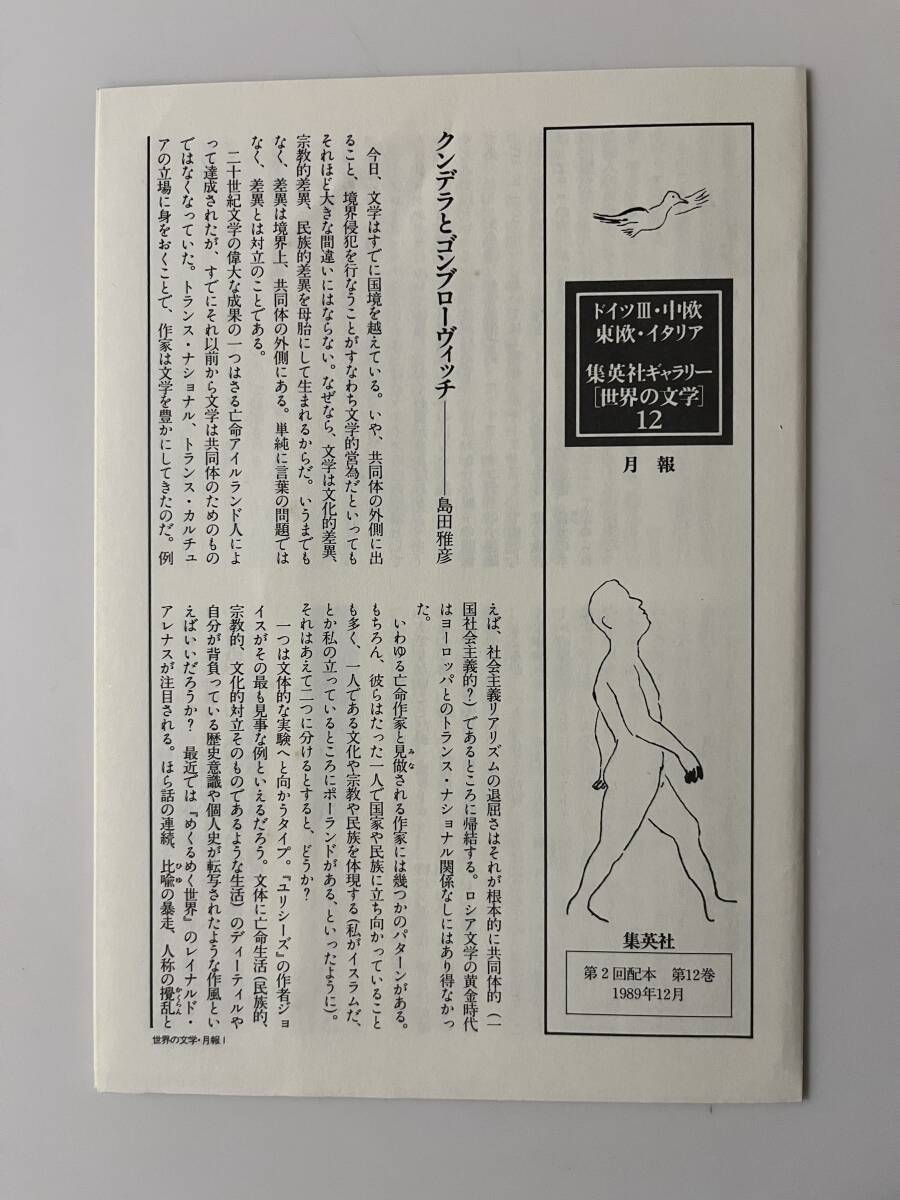 ドイツⅢ・中欧
東欧・イタリア
集英社ギャラリー
[世界の文学]
12
月報
集英社
第2回配本 第12巻
1989年12月
クンデラとゴンブローヴィッチ――――島田雅彦
今日、文学はすでに国境を越えている。いや、共同体の外側に出
ること、境界侵犯を行なうことがすなわち文学的営為だといっても
それほど大きな間違いにはならない。なぜなら、文学は文化的差異、
宗教的差異、民族的差異を母胎にして生まれるからだ。いうまでも
なく、差異は境界上、共同体の外側にある。単純に言葉の問題では
なく、差異とは対立のことである。
二十世紀文学の偉大な成果の一つはさる亡命アイルランド人によ
って達成されたが、すでにそれ以前から文学は共同体のためのもの
ではなくなっていた。トランス・ナショナル、トランス・カルチュ
アの立場に身をおくことで、作家は文学を豊かにしてきたのだ。例
えば、社会主義リアリズムの退屈さはそれが根本的に共同体的（一
国社会主義的？）であるところに帰結する。ロシア文学の黄金時代
はヨーロッパとのトランス・ナショナル関係なしにはあり得なかっ
た。
いわゆる亡命作家と見做みなされる作家には幾つかのパターンがある。
もちろん、彼らはたった一人で国家や民族に立ち向かっていること
も多く、一人である文化や宗教や民族を体現する（私がイスラムだ、
とか私の立っているところにポーランドがある、といったように）。
それはあえて二つに分けるとすると、どうか？
一つは文体的な実験へと向かうタイプ。『ユリシーズ』の作者ジョ
イスがその最も見事な例といえるだろう。文体に亡命生活（民族的、
宗教的、文化的対立そのものであるような生活）のディーティルや
自分が背負っている歴史意識や個人史が転写されたような作風とい
えばいいだろうか？　最近では『めくるめく世界』のレイナルド・
アレナスが注目される。ほら話の連続、比喩ひゆの暴走、人称の攪乱かくらんと
世界の文学・月報1